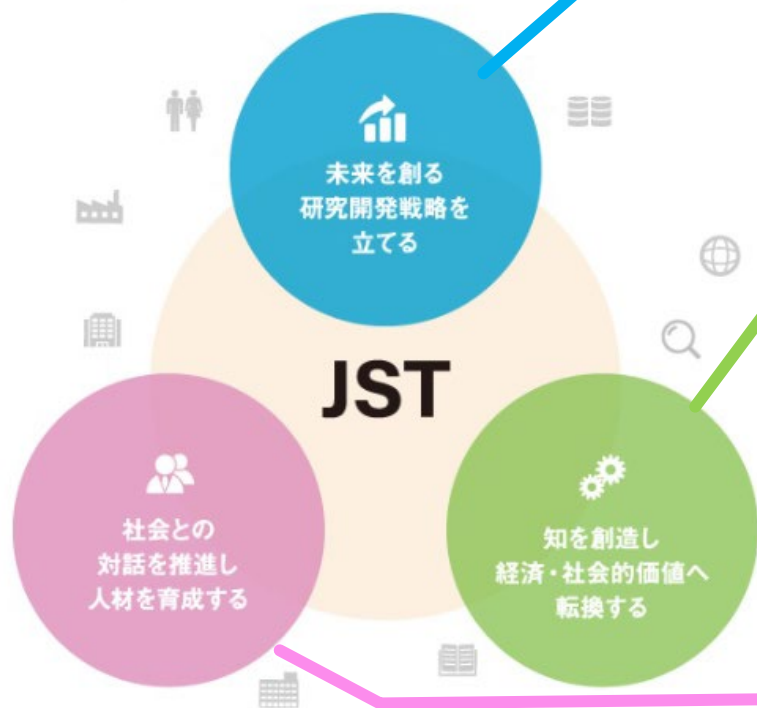 未来を創る
研究開発戦略を
立てる
JST
社会との
対話を推進し
人材を育成する
知を創造し
経済・社会的価値へ
転換する